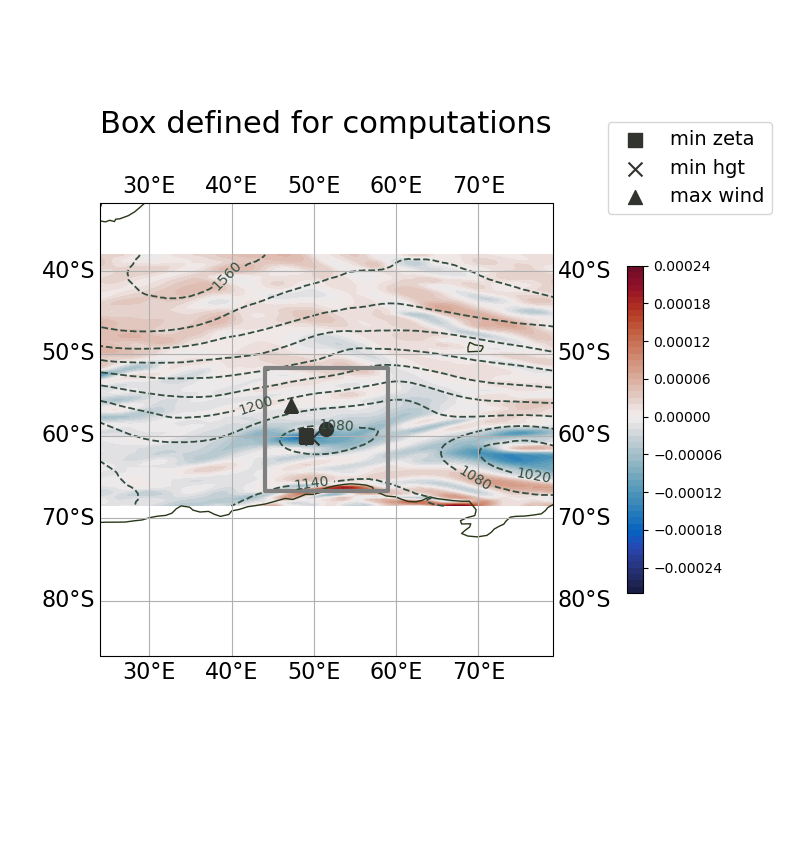 Box defined for computations
min zeta
min hgt
max wind
30°E 40°E 50°E 60°E 70°E
40°S 40°S
50°S 50°S
60°S 60°S
70°S 70°S
80°S 80°S
30°E 40°E 50°E 60°E 70°E
1560
1200
1080
1140
1080
1020
0.00024
0.00018
0.00012
0.00006
0.00000
−0.00006
−0.00012
−0.00018
−0.00024